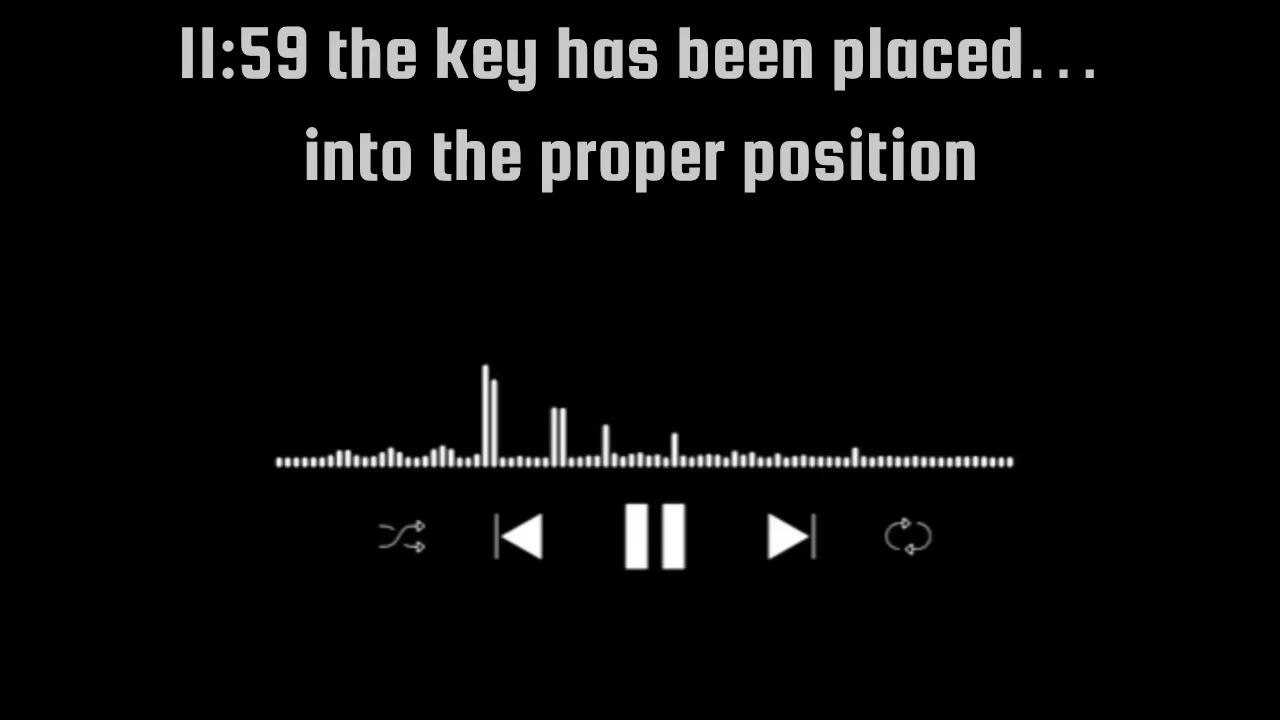 11:59 the key has been placed...
into the proper position